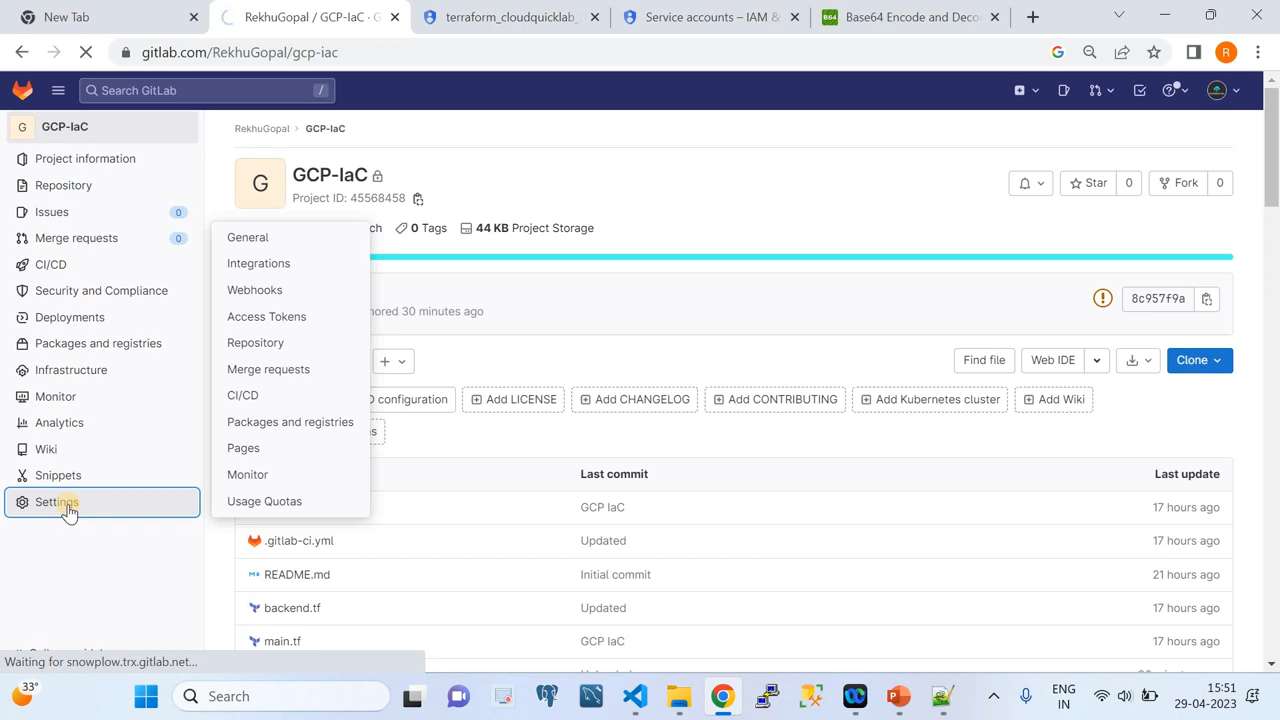 New Tab
RekhuGopal / GCP-IaC · G
terraform_cloudquicklab_
Service accounts – IAM &
B64
Base64 Encode and Deco
gitlab.com/RekhuGopal/gcp-iac
G
R
Search GitLab
/
G
GCP-IaC
Project information
Repository
Issues
0
Merge requests
0
CI/CD
Security and Compliance
Deployments
Packages and registries
Infrastructure
Monitor
Analytics
Wiki
Snippets
Settings
General
Integrations
Webhooks
Access Tokens
Repository
Merge requests
CI/CD
Packages and registries
Pages
Monitor
Usage Quotas
RekhuGopal > GCP-IaC
G
GCP-IaC
Project ID: 45568458
Star
0
Fork
0
ch
0 Tags
44 KB Project Storage
ored 30 minutes ago
8c957f9a
Find file
Web IDE
Clone
D configuration
Add LICENSE
Add CHANGELOG
Add CONTRIBUTING
Add Kubernetes cluster
Add Wiki
s
Last commit
Last update
GCP IaC
17 hours ago
.gitlab-ci.yml
Updated
17 hours ago
README.md
Initial commit
21 hours ago
backend.tf
Updated
17 hours ago
main.tf
GCP IaC
17 hours ago
Waiting for snowplow.trx.gitlab.net...
33°
Search
ENG
IN
15:51
29-04-2023